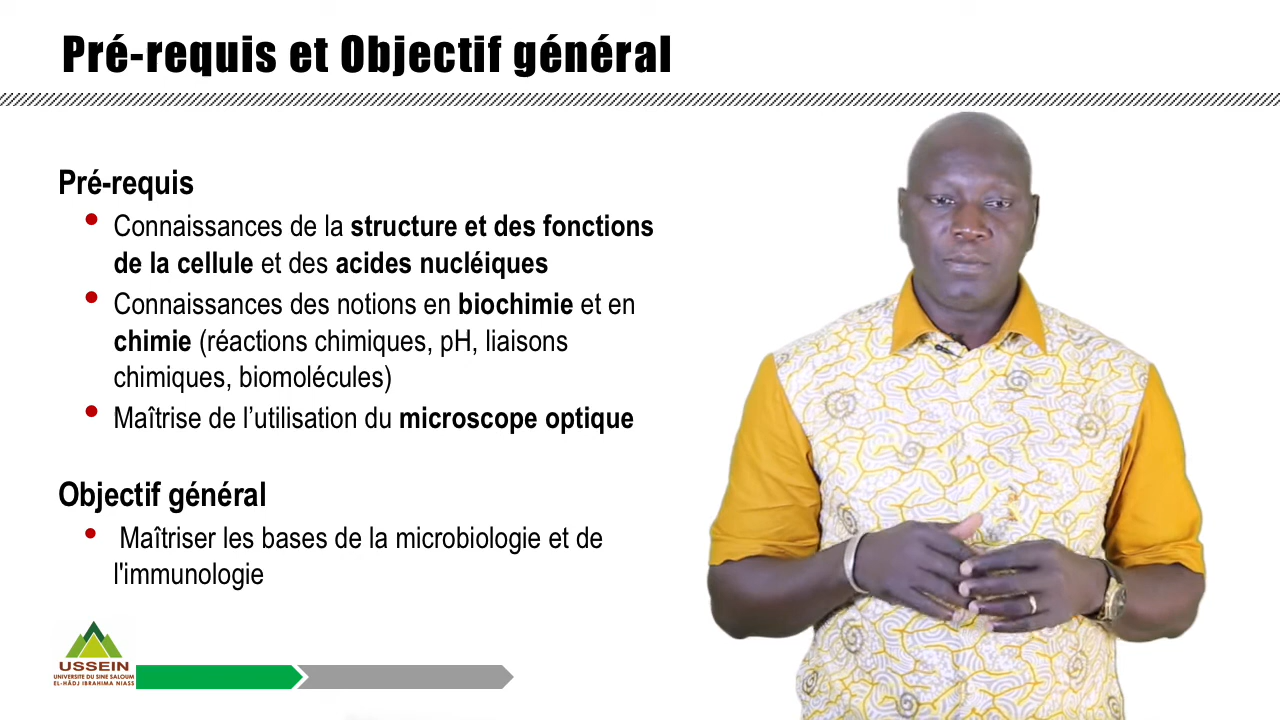 Pré-requis et Objectif général
Pré-requis
• Connaissances de la structure et des fonctions
de la cellule et des acides nucléiques
• Connaissances des notions en biochimie et en
chimie (réactions chimiques, pH, liaisons
chimiques, biomolécules)
• Maîtrise de l’utilisation du microscope optique
Objectif général
• Maîtriser les bases de la microbiologie et de
l'immunologie
USSEIN
UNIVERSITE DU SINE SALOUM
EL-HÂDJ IBRAHIMA NIASS